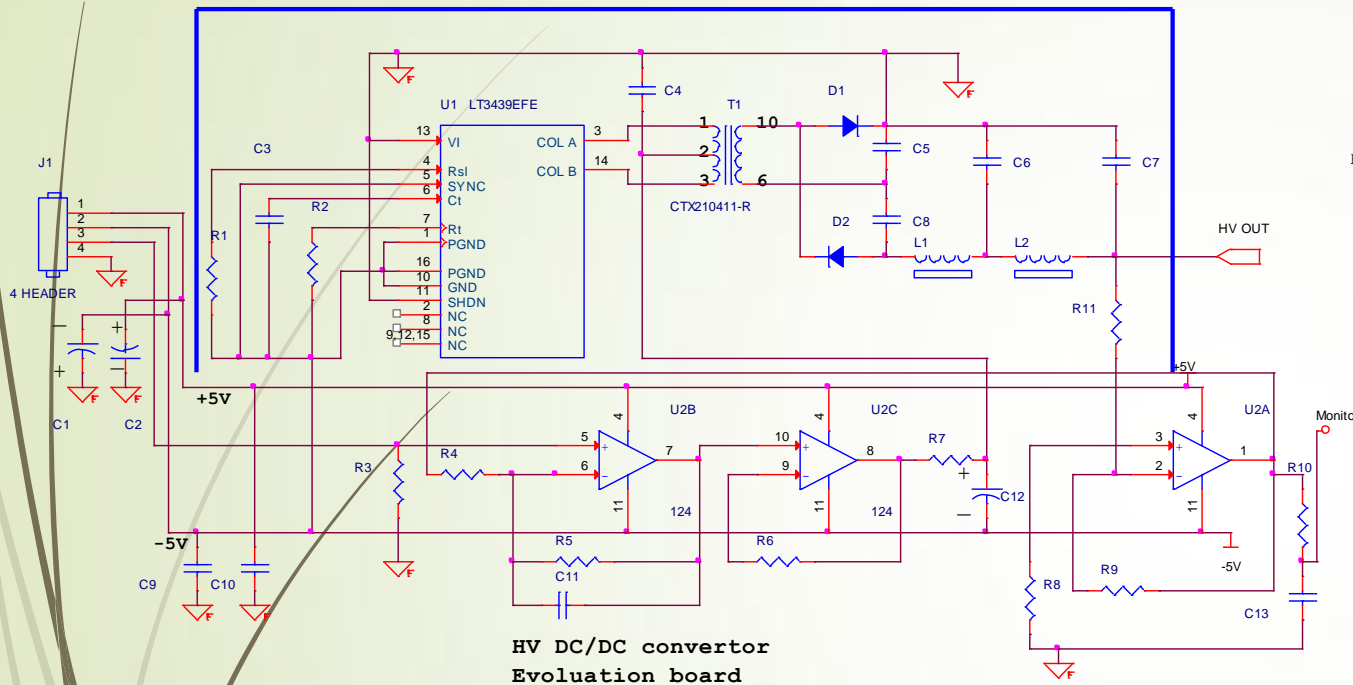 U1 LT3439EFE
C4
T1
D1
J1
C3
13 VI
COL A 3
1
10
C5
C6
C7
4 Rsl
5 SYNC
6 Ct
COL B 14
2
3
6
CTX210411-R
1
2
3
4
R1
R2
7 Rt
1 PGND
D2
C8
L1
L2
HV OUT
16 PGND
10 GND
11 SHDN
2 NC
8 NC
9,12,15 NC
4 HEADER
R11
C1
C2
+5V
+5V
U2B
U2C
U2A
Monito
4
4
4
R3
R4
5
6
7
10
9
8
R7
3
2
1
R10
11
11
11
124
124
C12
-5V
-5V
C9
C10
R5
C11
R6
R8
R9
C13
HV DC/DC convertor
Evoluation board